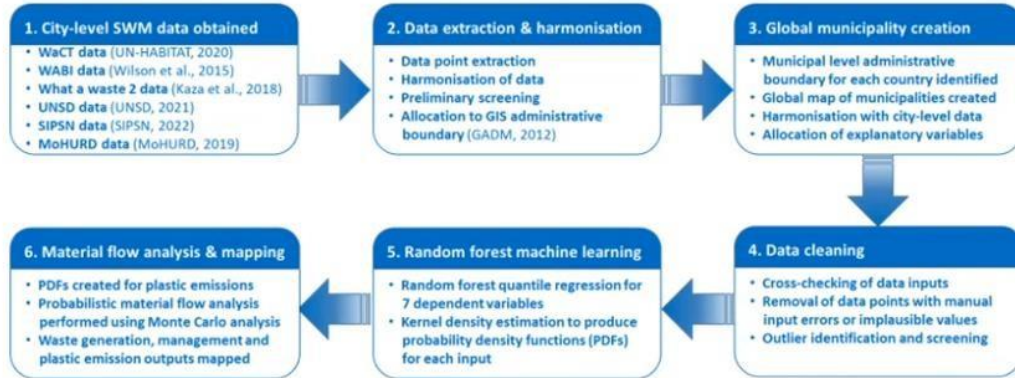 1. City-level SWM data obtained
• WaCT data (UN-HABITAT, 2020)
• WABI data (Wilson et al., 2015)
• What a waste 2 data (Kaza et al., 2018)
• UNSD data (UNSD, 2021)
• SIPSN data (SIPSN, 2022)
• MoHURD data (MoHURD, 2019)
2. Data extraction & harmonisation
• Data point extraction
• Harmonisation of data
• Preliminary screening
• Allocation to GIS administrative
boundary (GADM, 2012)
3. Global municipality creation
• Municipal level administrative
boundary for each country identified
• Global map of municipalities created
• Harmonisation with city-level data
• Allocation of explanatory variables
4. Data cleaning
• Cross-checking of data inputs
• Removal of data points with manual
input errors or implausible values
• Outlier identification and screening
5. Random forest machine learning
• Random forest quantile regression for
7 dependent variables
• Kernel density estimation to produce
probability density functions (PDFs)
for each input
6. Material flow analysis & mapping
• PDFs created for plastic emissions
• Probabilistic material flow analysis
performed using Monte Carlo analysis
• Waste generation, management and
plastic emission outputs mapped